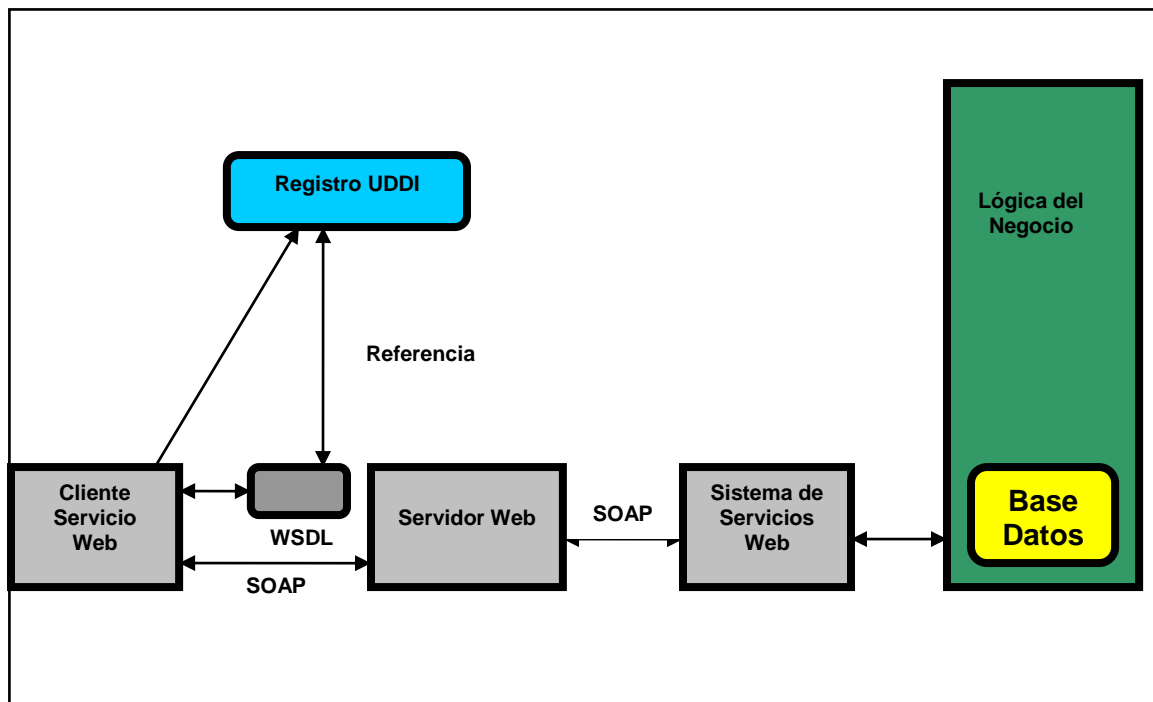 Registro UDDI
Lógica del
Negocio
Referencia
Cliente
Servicio
Web
WSDL
SOAP
Servidor Web
SOAP
Sistema de
Servicios
Web
Base
Datos